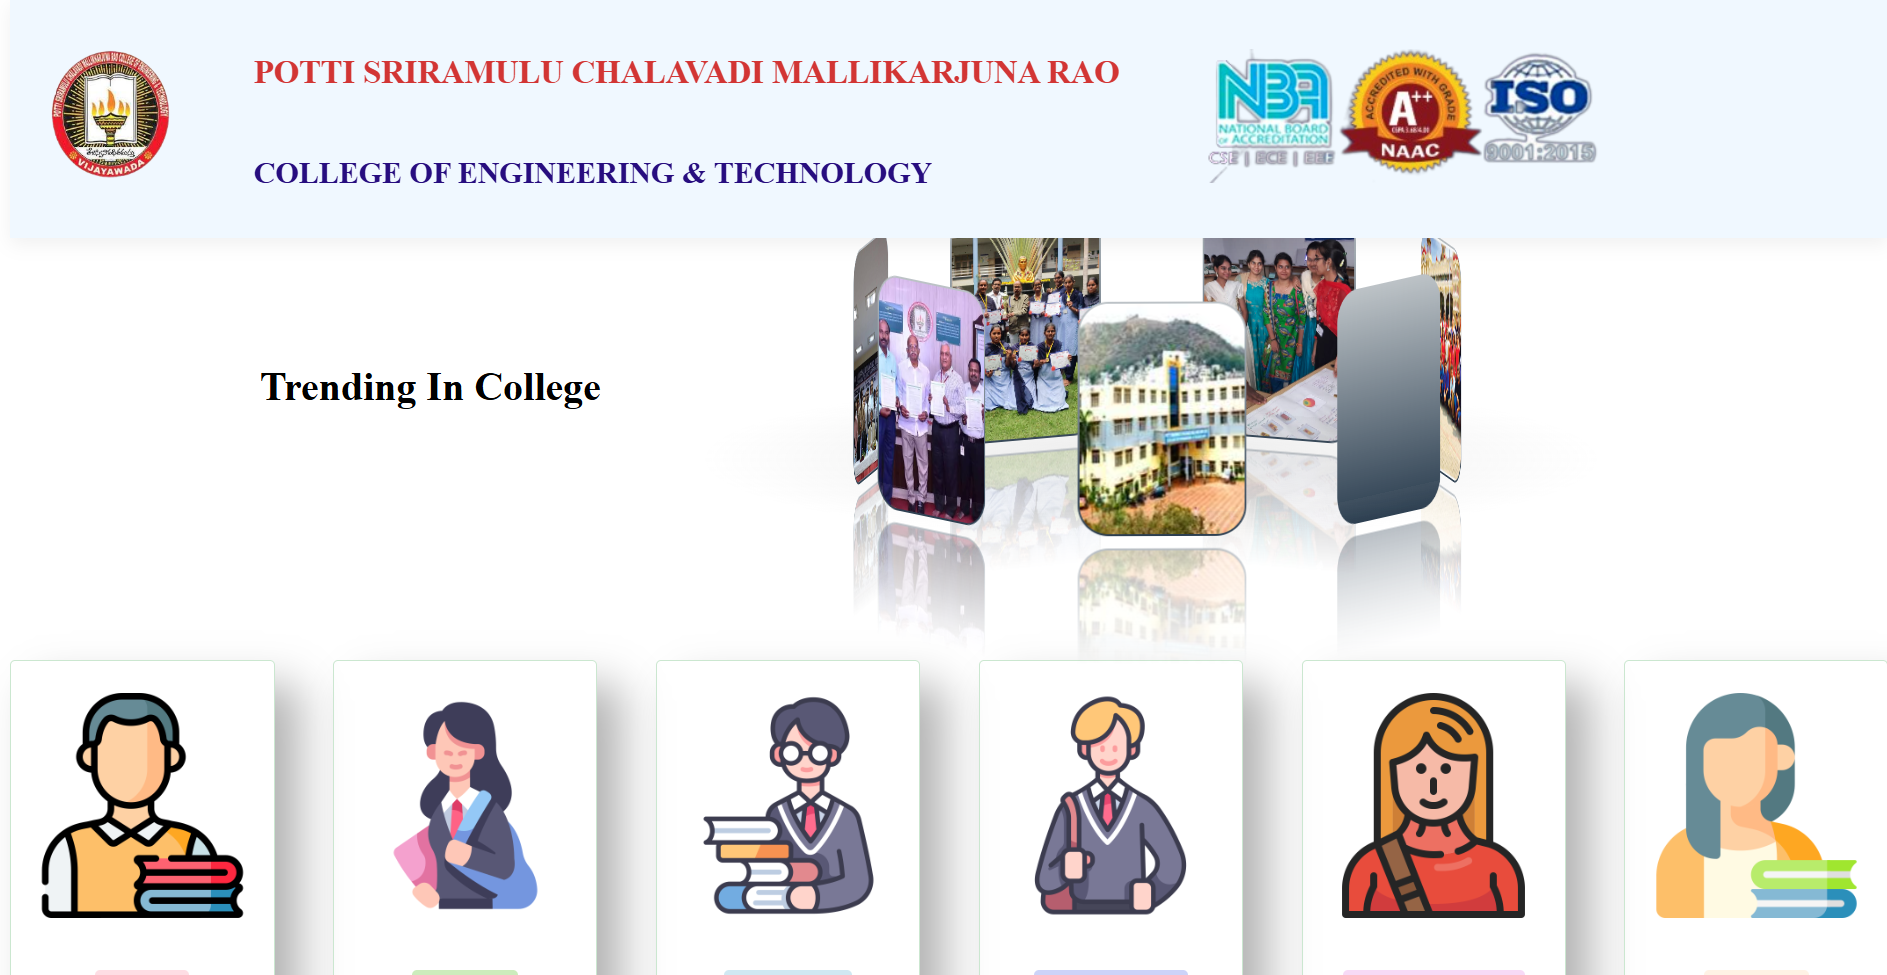 POTTI SRIRAMULU CHALAVADI MALLIKARJUNA RAO
COLLEGE OF ENGINEERING & TECHNOLOGY
VIJAYAWADA
NBA
NATIONAL BOARD
OF ACCREDITATION
CSE | ECE | EEE
ACCREDITED WITH GRADE
A++
NAAC
ISO
9001:2015
Trending In College